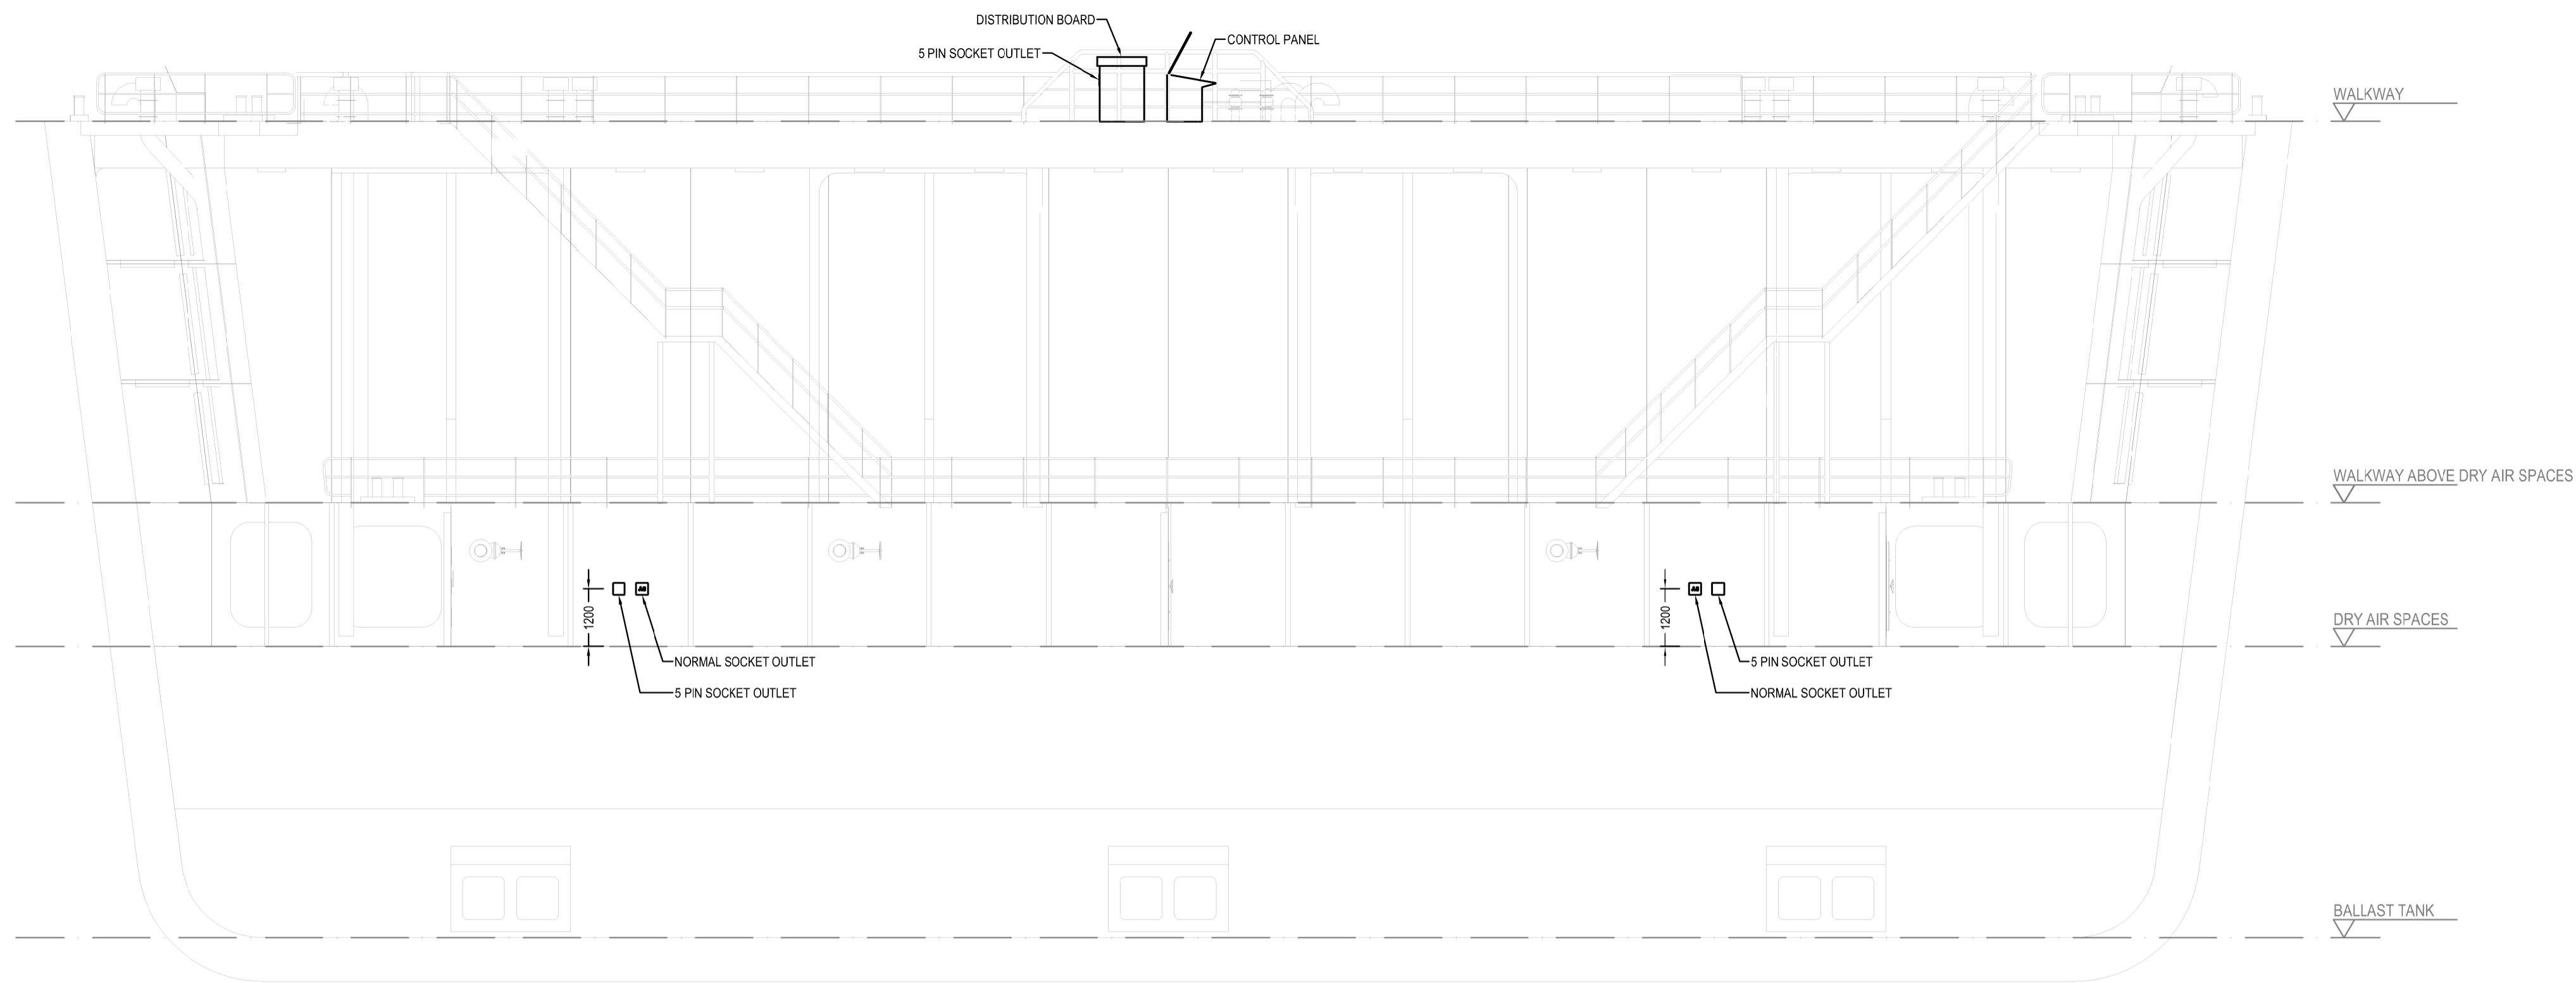 DISTRIBUTION BOARD
5 PIN SOCKET OUTLET
CONTROL PANEL
WALKWAY
WALKWAY ABOVE DRY AIR SPACES
1200
1200
DRY AIR SPACES
NORMAL SOCKET OUTLET
5 PIN SOCKET OUTLET
5 PIN SOCKET OUTLET
NORMAL SOCKET OUTLET
BALLAST TANK